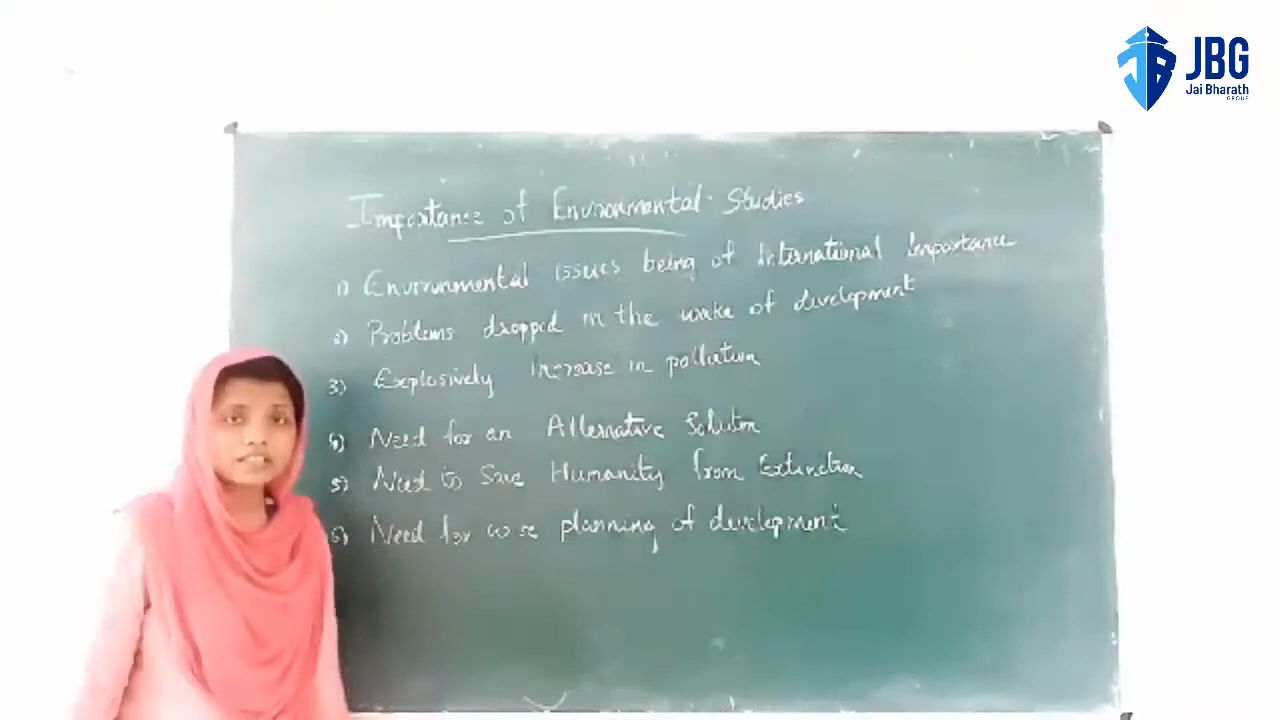 JBG
Jai Bharath
GROUP
Importance of Environmental Studies
1) Environmental issues being of International Importance
2) Problems dropped in the wake of development
3) Explosively Increase in pollution
4) Need for an Alternative Solution
5) Need to Save Humanity from Extinction
6) Need for wise planning of development